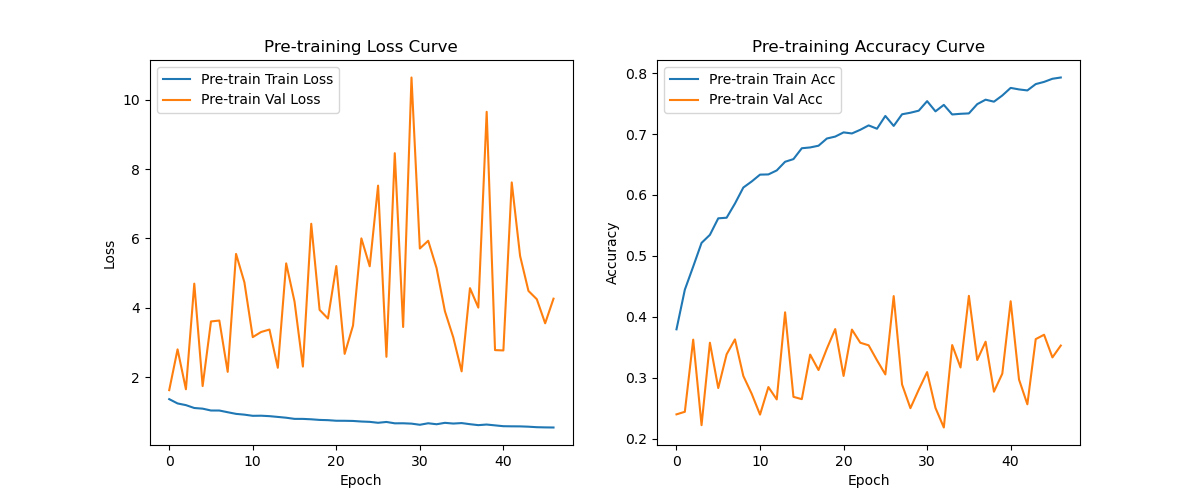 Pre-training Loss Curve
Pre-train Train Loss
Pre-train Val Loss
10
8
6
4
2
Loss
0
10
20
30
40
Epoch
Pre-training Accuracy Curve
Pre-train Train Acc
Pre-train Val Acc
0.8
0.7
0.6
0.5
0.4
0.3
0.2
Accuracy
0
10
20
30
40
Epoch